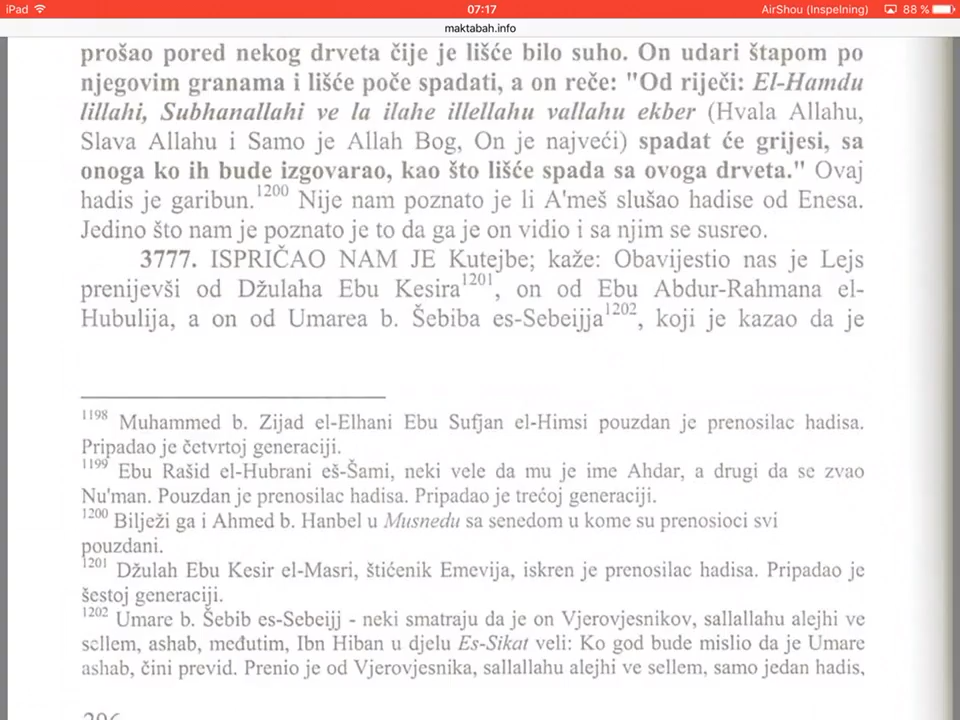 iPad
07:17
AirShou (Inspelning)
88 %
maktabah.info
prošao pored nekog drveta čije je lišće bilo suho. On udari štapom po
njegovim granama i lišće poče spadati, a on reče: "Od riječi: El-Hamdu
lillahi, Subhanallahi ve la ilahe illellahu vallahu ekber (Hvala Allahu,
Slava Allahu i Samo je Allah Bog, On je najveći) spadat će grijesi, sa
onoga ko ih bude izgovarao, kao što lišće spada sa ovoga drveta." Ovaj
hadis je garibun.1200 Nije nam poznato je li A'meš slušao hadise od Enesa.
Jedino što nam je poznato je to da ga je on vidio i sa njim se susreo.
3777. ISPRIČAO NAM JE Kutejbe; kaže: Obavijestio nas je Lejs
prenijevši od Džulaha Ebu Kesira1201, on od Ebu Abdur-Rahmana el-
Hubulija, a on od Umarea b. Šebiba es-Sebeijja1202, koji je kazao da je
1198 Muhammed b. Zijad el-Elhani Ebu Sufjan el-Himsi pouzdan je prenosilac hadisa.
Pripadao je četvrtoj generaciji.
1199 Ebu Rašid el-Hubrani eš-Šami, neki vele da mu je ime Ahdar, a drugi da se zvao
Nu'man. Pouzdan je prenosilac hadisa. Pripadao je trećoj generaciji.
1200 Bilježi ga i Ahmed b. Hanbel u Musnedu sa senedom u kome su prenosioci svi
pouzdani.
1201 Džulah Ebu Kesir el-Masri, štićenik Emevija, iskren je prenosilac hadisa. Pripadao je
šestoj generaciji.
1202 Umare b. Šebib es-Sebeijj - neki smatraju da je on Vjerovjesnikov, sallallahu alejhi ve
sellem, ashab, međutim, Ibn Hiban u djelu Es-Sikat veli: Ko god bude mislio da je Umare
ashab, čini previd. Prenio je od Vjerovjesnika, sallallahu alejhi ve sellem, samo jedan hadis,